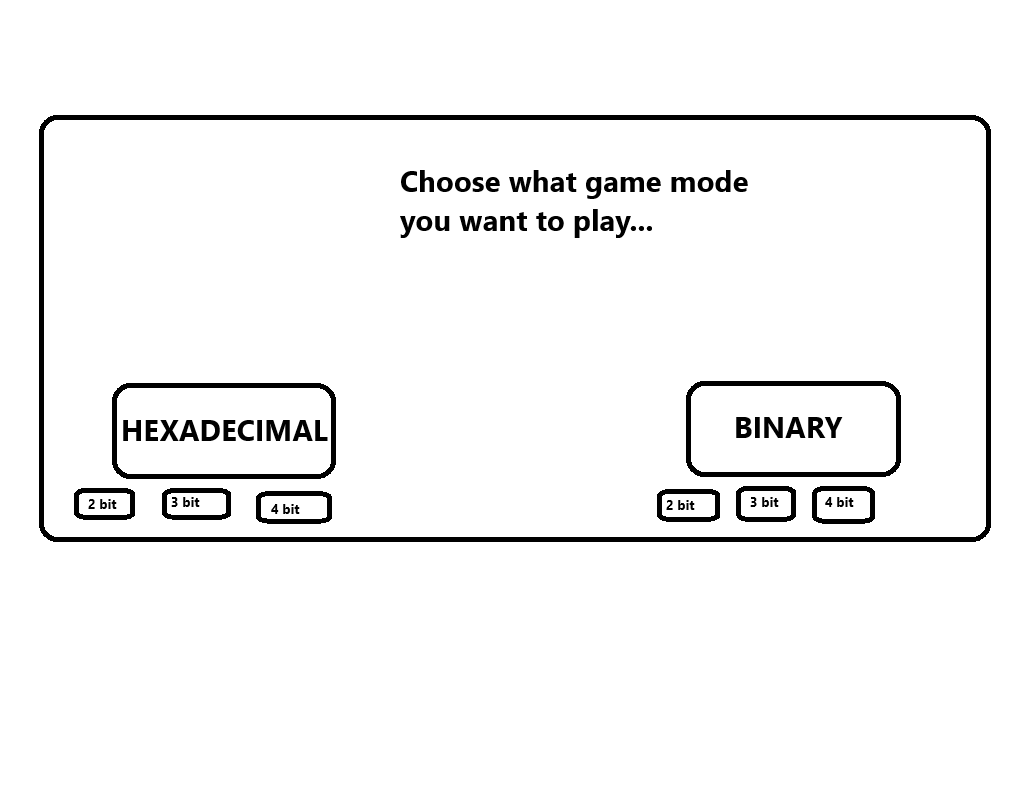 Choose what game mode
you want to play...
HEXADECIMAL
BINARY
2 bit
3 bit
4 bit
2 bit
3 bit
4 bit